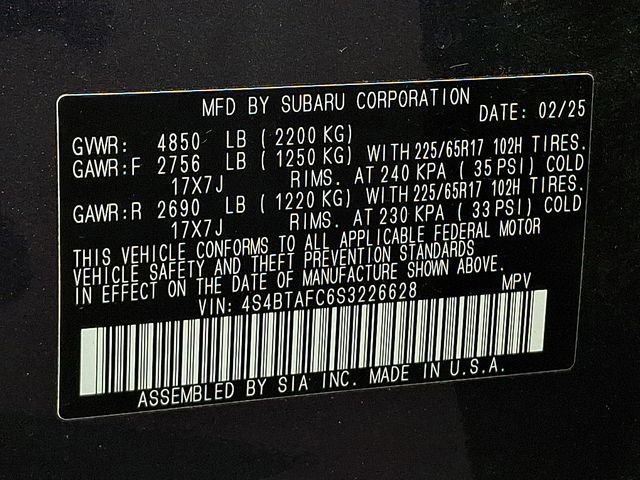 MFD BY SUBARU CORPORATION DATE: 02/25
GVWR: 4850 LB (2200 KG)
GAWR:F 2756 LB (1250 KG) WITH 225/65R17 102H TIRES.
17X7J RIMS. AT 240 KPA (35 PSI) COLD
GAWR:R 2690 LB (1220 KG) WITH 225/65R17 102H TIRES.
17X7J RIMS. AT 230 KPA (33 PSI) COLD
THIS VEHICLE CONFORMS TO ALL APPLICABLE FEDERAL MOTOR
VEHICLE SAFETY AND THEFT PREVENTION STANDARDS
IN EFFECT ON THE DATE OF MANUFACTURE SHOWN ABOVE.
VIN: 4S4BTAFC6S3226628 MPV
ASSEMBLED BY SIA INC. MADE IN U.S.A.